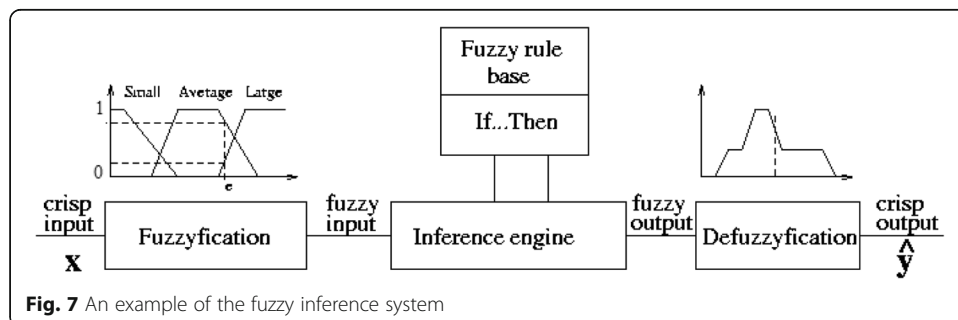 Fuzzy rule
base
If...Then
Small Avetage Latge
1
0
e
crisp
input
x
Fuzzyfication
fuzzy
input
Inference engine
fuzzy
output
Defuzzyfication
crisp
output
ŷ
Fig. 7 An example of the fuzzy inference system